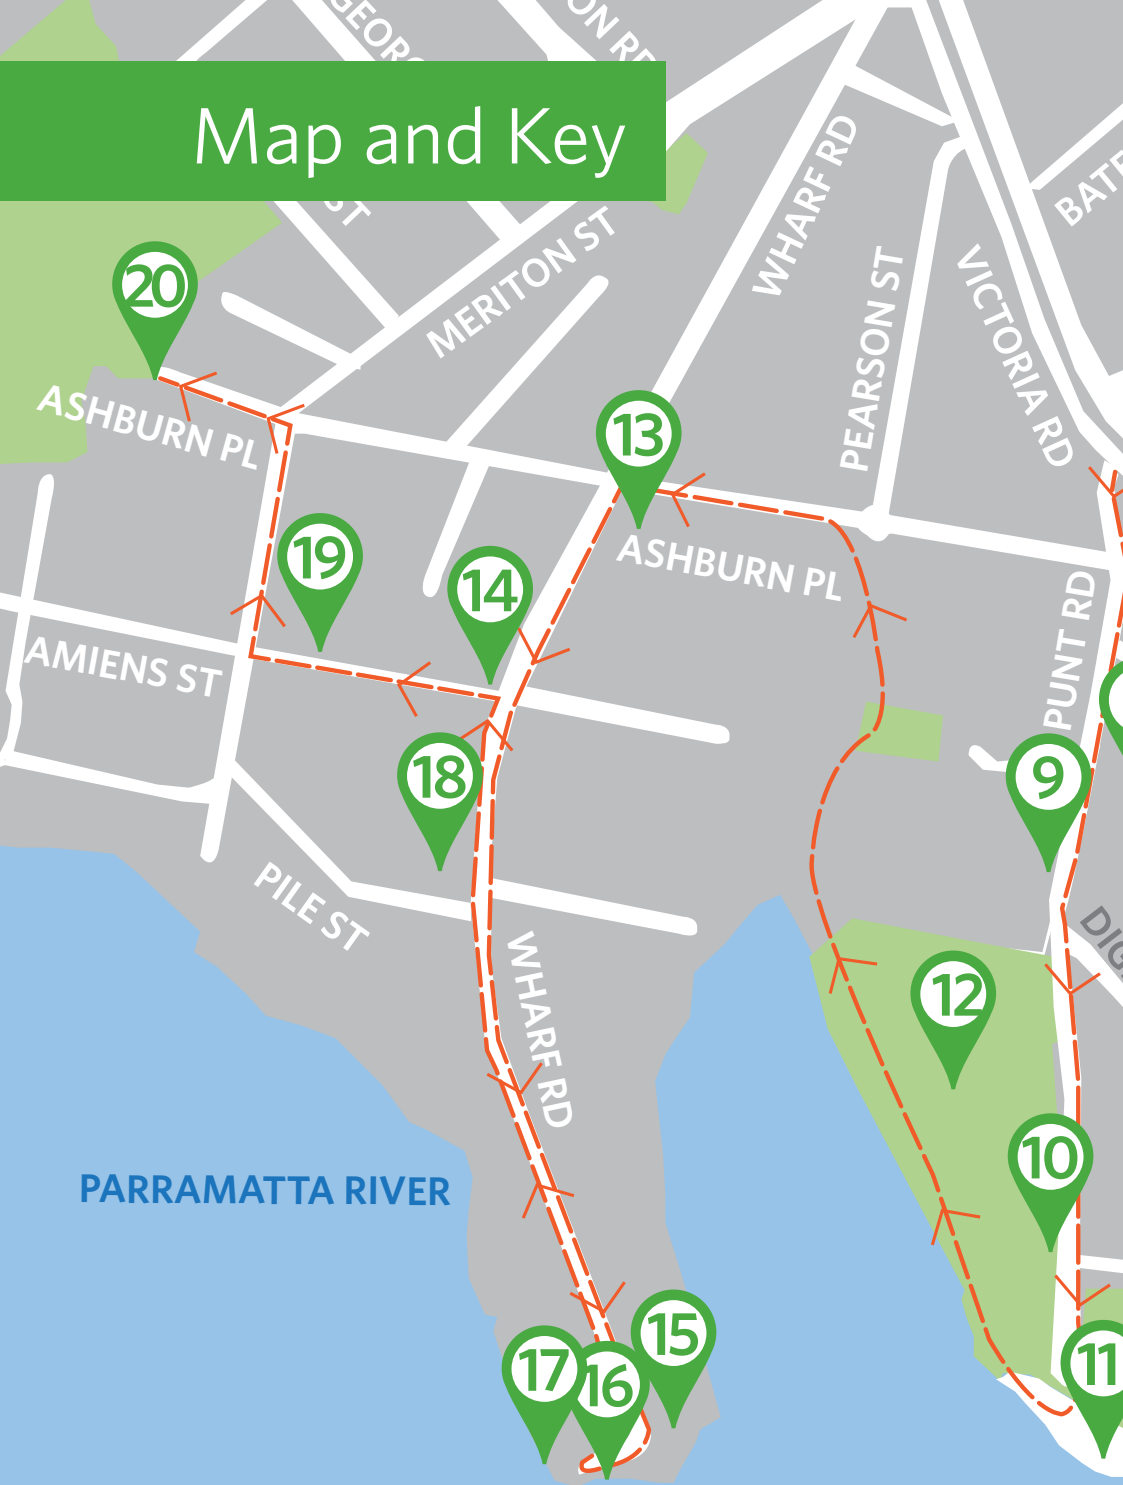 ST
Map and Key
MERITON ST
WHARF RD
PEARSON ST
VICTORIA RD
20
ASHBURN PL
13
ASHBURN PL
19
14
AMIENS ST
PUNT RD
18
9
PILE ST
WHARF RD
12
10
PARRAMATTA RIVER
15
17
16
11